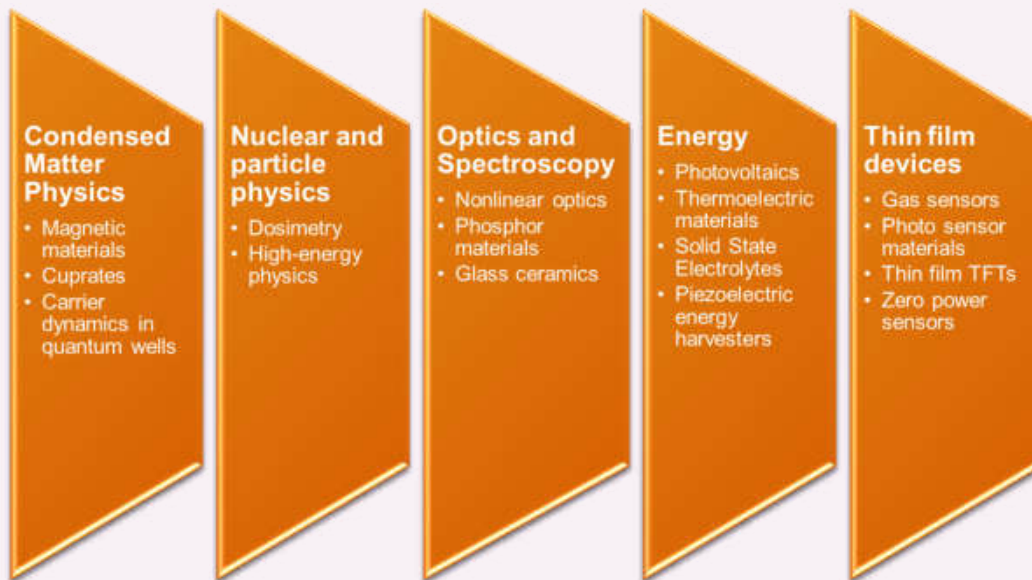 Condensed
Matter
Physics
• Magnetic
materials
• Cuprates
• Carrier
dynamics in
quantum wells
Nuclear and
particle
physics
• Dosimetry
• High-energy
physics
Optics and
Spectroscopy
• Nonlinear optics
• Phosphor
materials
• Glass ceramics
Energy
• Photovoltaics
• Thermoelectric
materials
• Solid State
Electrolytes
• Piezoelectric
energy
harvesters
Thin film
devices
• Gas sensors
• Photo sensor
materials
• Thin film TFTs
• Zero power
sensors